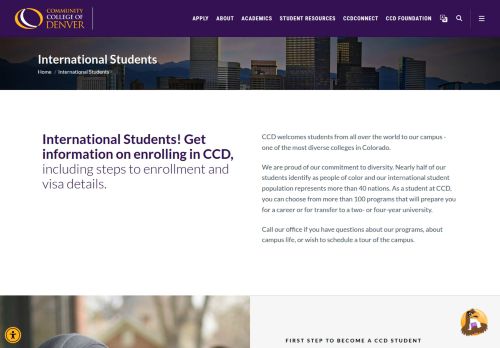 COMMUNITY
COLLEGE OF
DENVER
APPLY ABOUT ACADEMICS STUDENT RESOURCES CCDCONNECT CCD FOUNDATION
International Students
Home / International Students
International Students! Get
information on enrolling in CCD,
including steps to enrollment and
visa details.
CCD welcomes students from all over the world to our campus -
one of the most diverse colleges in Colorado.
We are proud of our commitment to diversity. Nearly half of our
students identify as people of color and our international student
population represents more than 40 nations. As a student at CCD,
you can choose from more than 100 programs that will prepare you
for a career or for transfer to a two- or four-year university.
Call our office if you have questions about our programs, about
campus life, or wish to schedule a tour of the campus.
FIRST STEP TO BECOME A CCD STUDENT